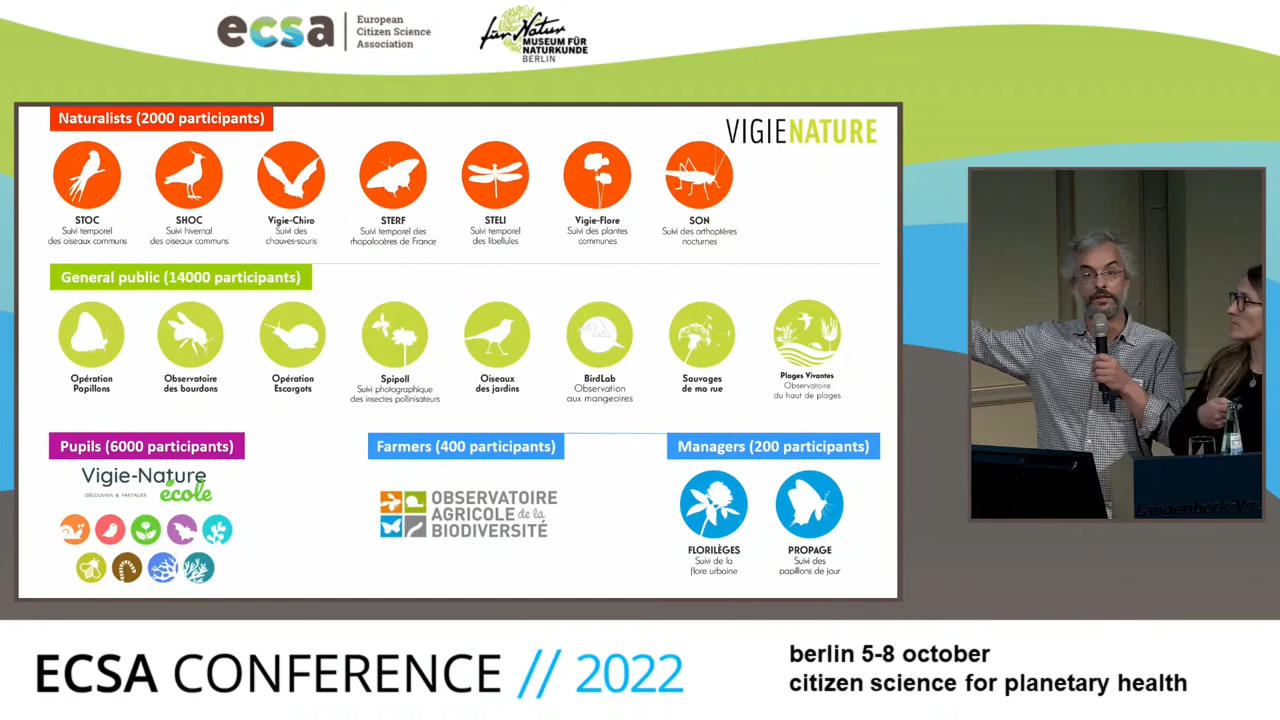 ecsa
European
Citizen Science
Association
für Natur
MUSEUM FÜR
NATURKUNDE
BERLIN
Naturalists (2000 participants)
VIGIENATURE
STOC
Suivi temporel
des oiseaux communs
SHOC
Suivi hivernal
des oiseaux communs
Vigie-Chiro
Suivi des
chauves-souris
STERF
Suivi temporel des
rhopalocères de France
STELI
Suivi temporel
des libellules
Vigie-Flore
Suivi des plantes
communes
SON
Suivi des orthoptères
nocturnes
General public (14000 participants)
Opération
Papillons
Observatoire
des bourdons
Opération
Escargots
Spipoll
Suivi photographique
des insectes pollinisateurs
Oiseaux
des jardins
BirdLab
Observation
aux mangeoires
Sauvages
de ma rue
Plages Vivantes
Observatoire
du haut de plages
Pupils (6000 participants)
Vigie-Nature
DÉCOUVRIR & PARTAGER
école
Farmers (400 participants)
OBSERVATOIRE
AGRICOLE de la
BIODIVERSITÉ
Managers (200 participants)
FLORILÈGES
Suivi de la
flore urbaine
PROPAGE
Suivi des
papillons de jour
ECSA CONFERENCE // 2022
berlin 5-8 october
citizen science for planetary health